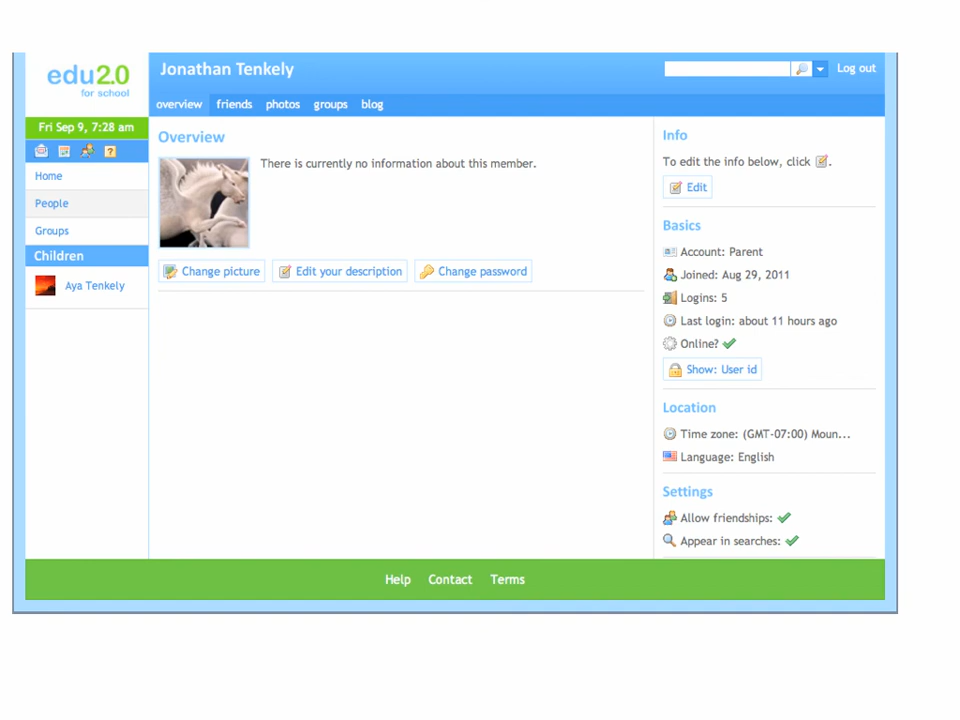 edu2.0
for school
Jonathan Tenkely
Log out
overview friends photos groups blog
Fri Sep 9, 7:28 am
Home
People
Groups
Children
Aya Tenkely
Overview
There is currently no information about this member.
Change picture Edit your description Change password
Info
To edit the info below, click .
Edit
Basics
Account: Parent
Joined: Aug 29, 2011
Logins: 5
Last login: about 11 hours ago
Online?
Show: User id
Location
Time zone: (GMT-07:00) Moun...
Language: English
Settings
Allow friendships:
Appear in searches:
Help Contact Terms